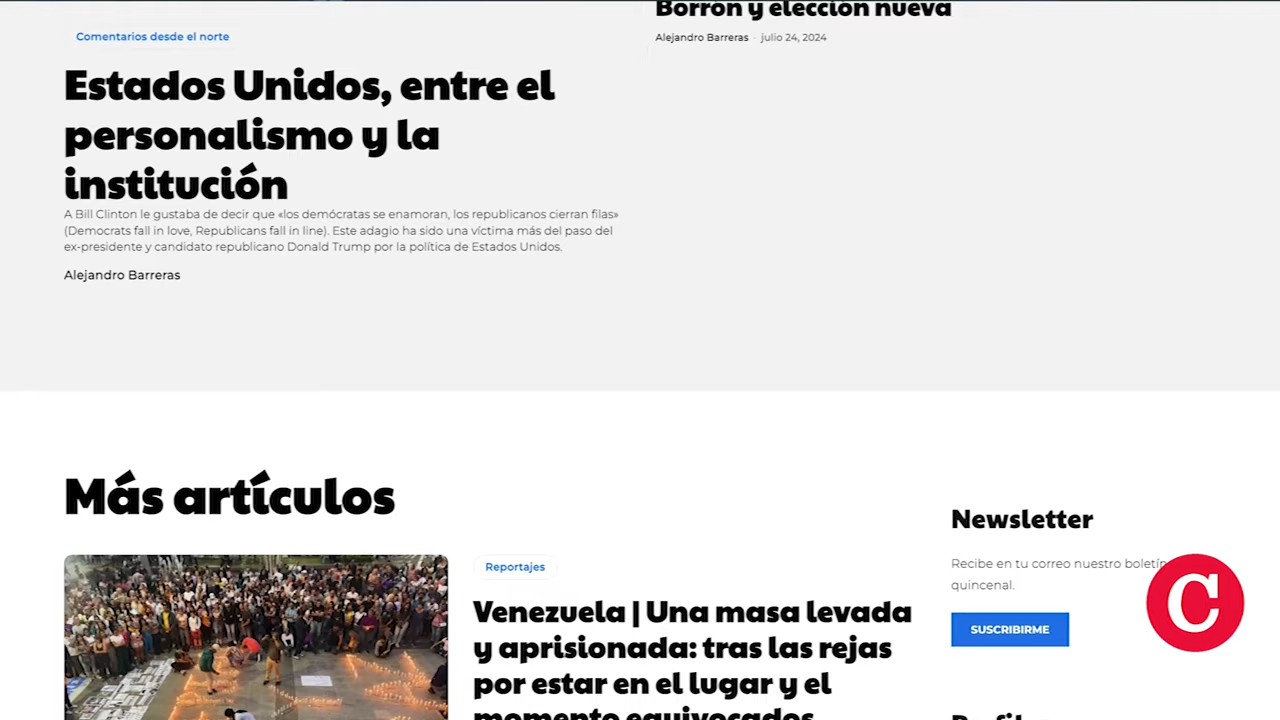 Comentarios desde el norte
Estados Unidos, entre el
personalismo y la
institución
A Bill Clinton le gustaba de decir que «los demócratas se enamoran, los republicanos cierran filas»
(Democrats fall in love, Republicans fall in line). Este adagio ha sido una víctima más del paso del
ex-presidente y candidato republicano Donald Trump por la política de Estados Unidos.
Alejandro Barreras
Borrón y elección nueva
Alejandro Barreras - julio 24, 2024
Más artículos
Reportajes
Venezuela | Una masa levada
y aprisionada: tras las rejas
por estar en el lugar y el
momento equivocados
Newsletter
Recibe en tu correo nuestro boletín
quincenal.
SUSCRIBIRME
C